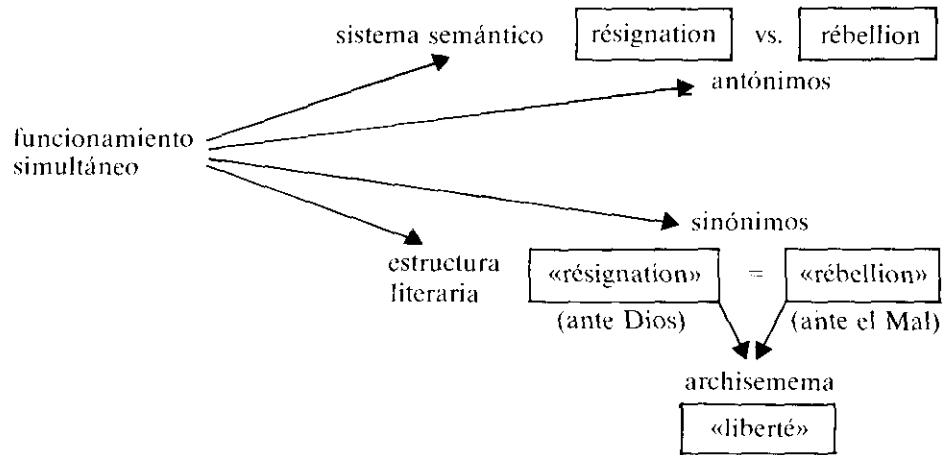 sistema semántico résignation vs. rébellion
antónimos
funcionamiento
simultáneo
sinónimos
estructura
literaria
«résignation» = «rébellion»
(ante Dios) (ante el Mal)
archisemema
«liberté»